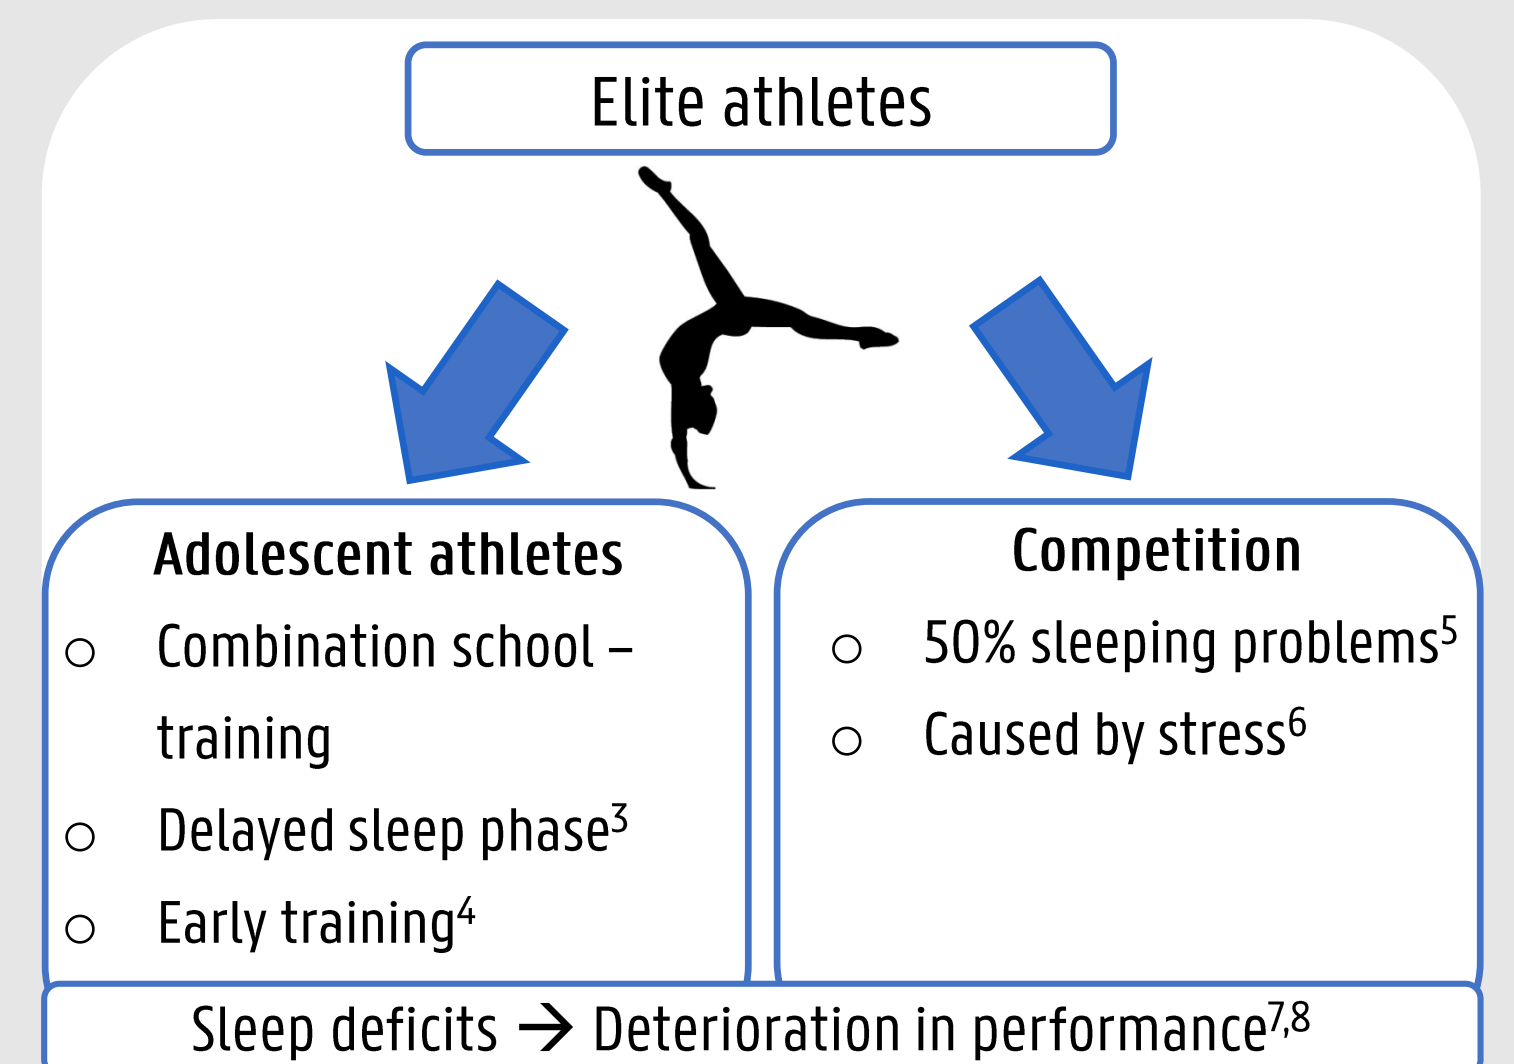 Elite athletes
Adolescent athletes
○ Combination school –
training
○ Delayed sleep phase³
○ Early training⁴
Competition
○ 50% sleeping problems⁵
○ Caused by stress⁶
Sleep deficits → Deterioration in performance⁷,⁸